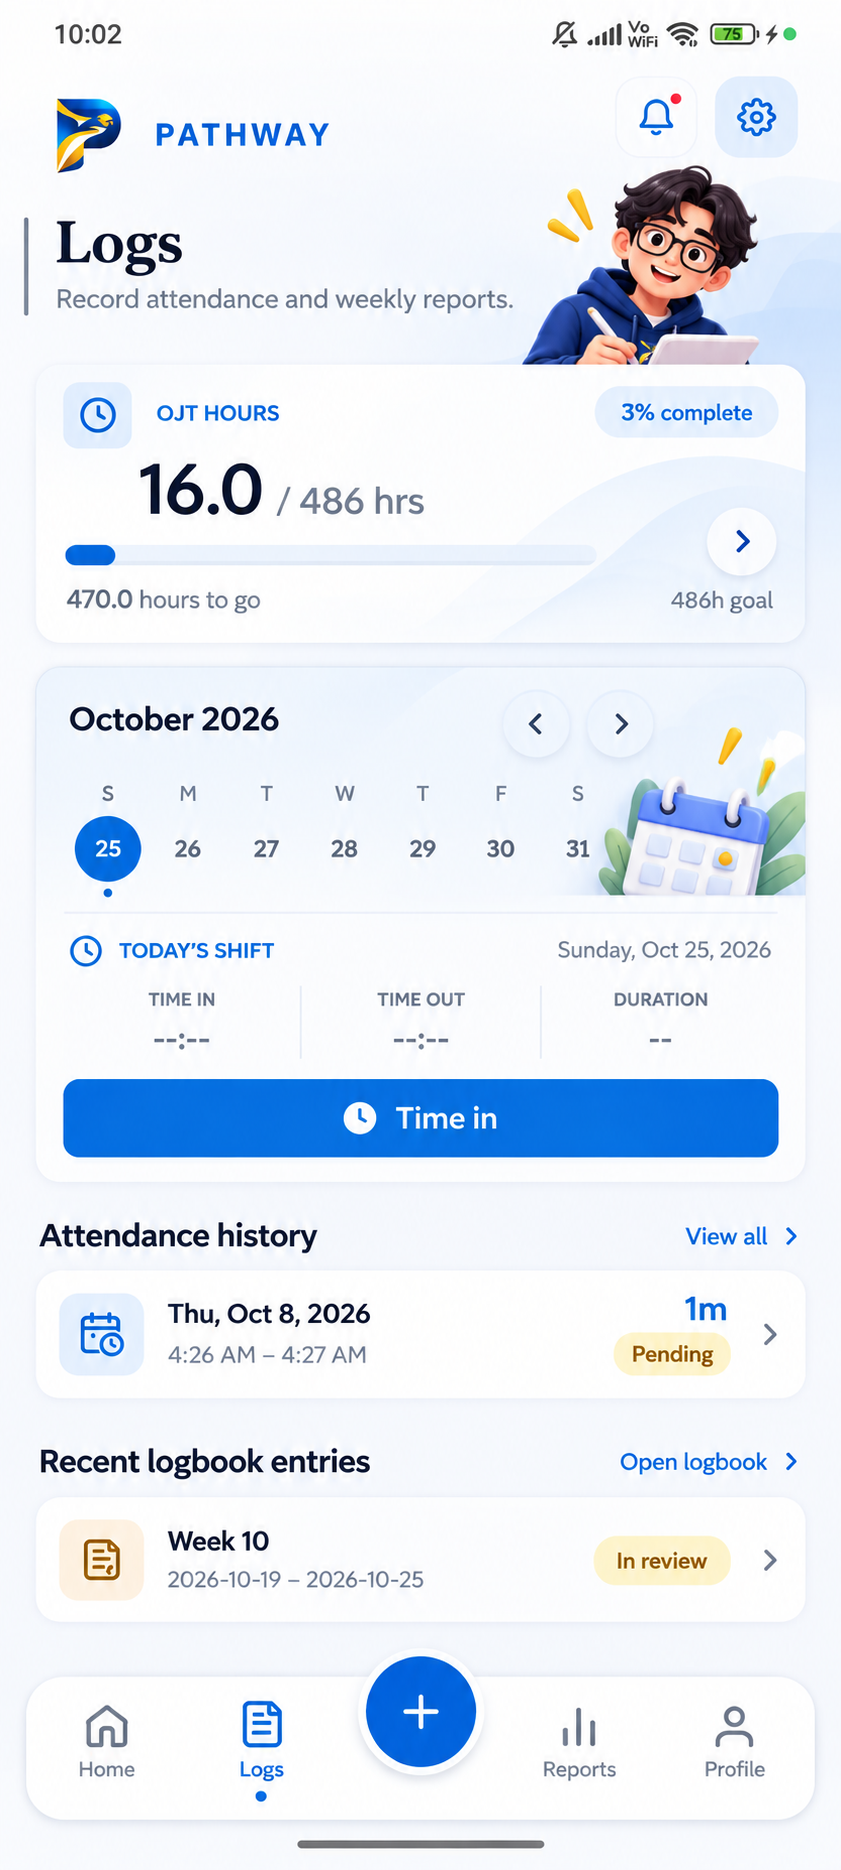 10:02
Vo
WiFi
75
PATHWAY
Logs
Record attendance and weekly reports.
OJT HOURS
3% complete
16.0 / 486 hrs
470.0 hours to go
486h goal
October 2026
S M T W T F S
25 26 27 28 29 30 31
TODAY'S SHIFT
Sunday, Oct 25, 2026
TIME IN TIME OUT DURATION
--:-- --:-- --
Time in
Attendance history
View all
Thu, Oct 8, 2026
1m
4:26 AM – 4:27 AM
Pending
Recent logbook entries
Open logbook
Week 10
In review
2026-10-19 – 2026-10-25
Home Logs Reports Profile